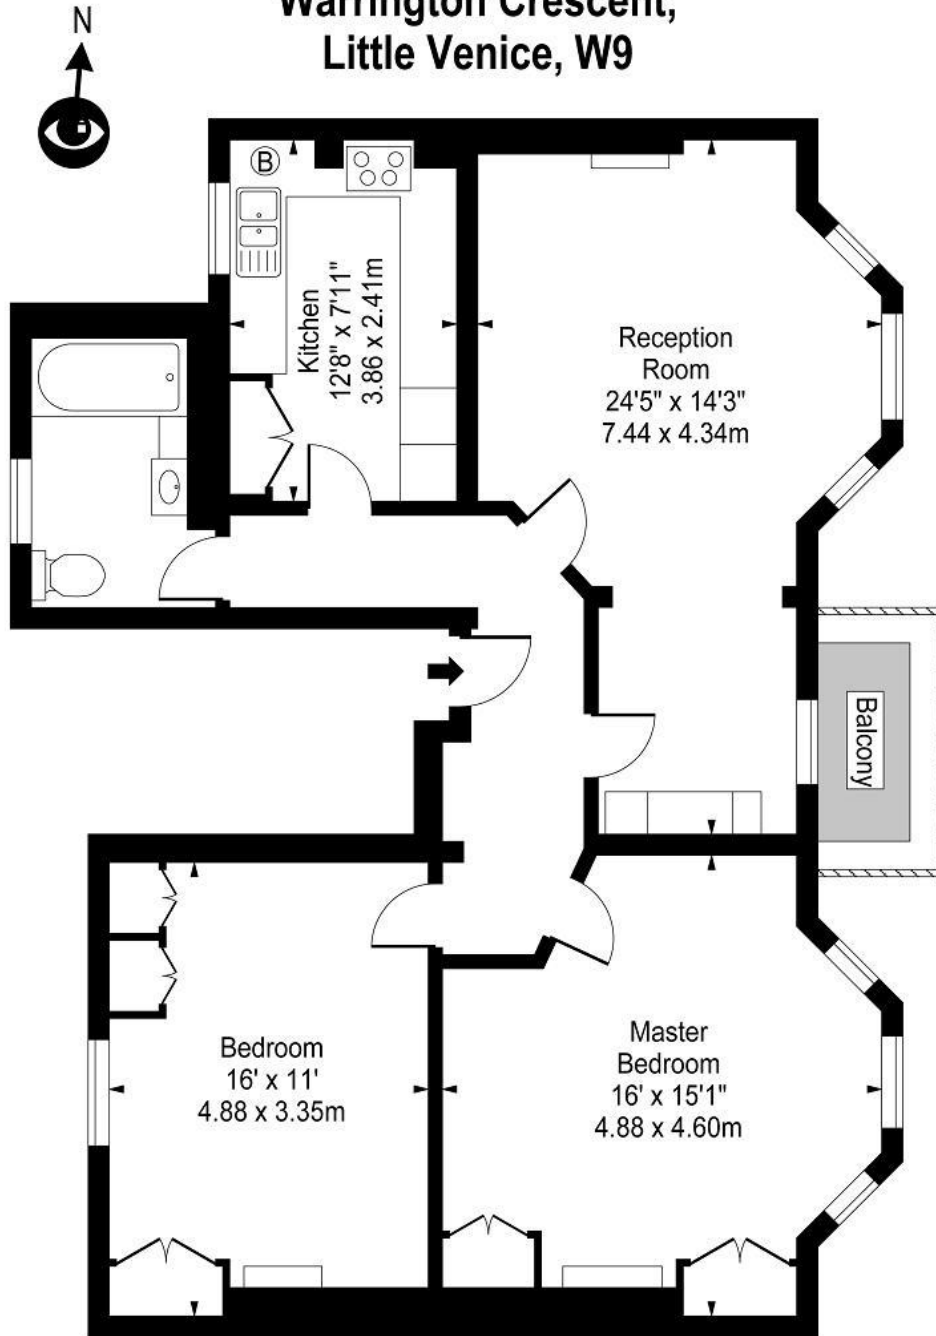 Warrington Crescent,
Little Venice, W9
N
B
Kitchen
12'8" x 7'11"
3.86 x 2.41m
Reception
Room
24'5" x 14'3"
7.44 x 4.34m
Balcony
Bedroom
16' x 11'
4.88 x 3.35m
Master
Bedroom
16' x 15'1"
4.88 x 4.60m